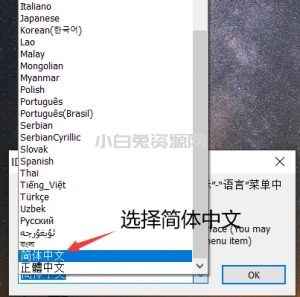 Italiano
Japanese
Korean(한국어)
Lao
Malay
Mongolian
Myanmar
Polish
Português
Português(Brasil)
Serbian
SerbianCyrillic
Slovak
Spanish
Thai
Tiếng_Việt
Türkçe
Uzbek
Русский
ئۇيغۇرچە
বাংলা
简体中文
正體中文
小白兔资源网
选择简体中文
"语言"菜单中
face (You may
menu item)
OK